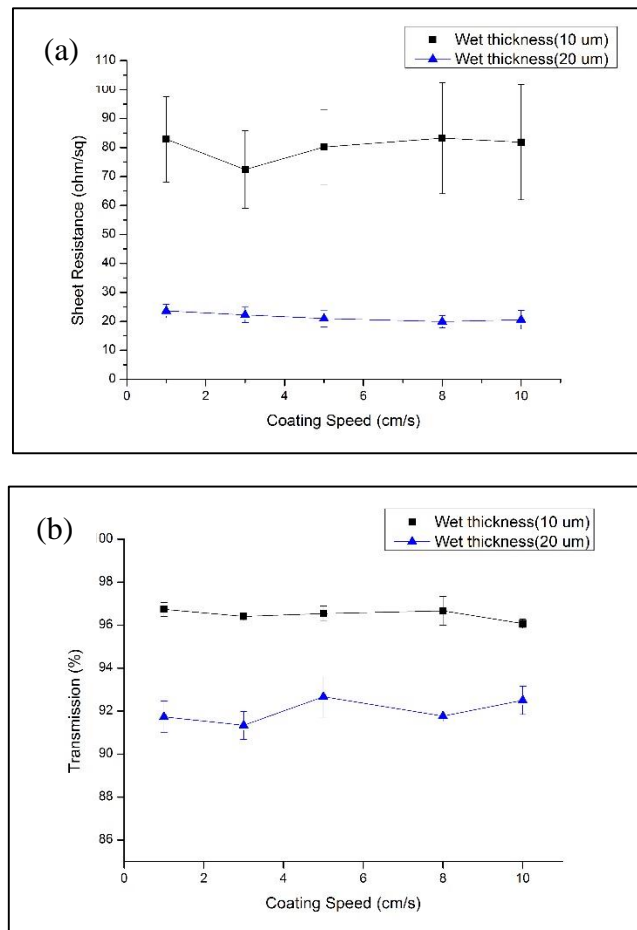 (a)
Wet thickness(10 um)
Wet thickness(20 um)
110
100
90
80
70
60
50
40
30
20
10
0
Sheet Resistance (ohm/sq)
0 2 4 6 8 10
Coating Speed (cm/s)
(b)
Wet thickness(10 um)
Wet thickness(20 um)
00
98
96
94
92
90
86
85
Transmission (%)
0 2 4 6 8 10
Coating Speed (cm/s)